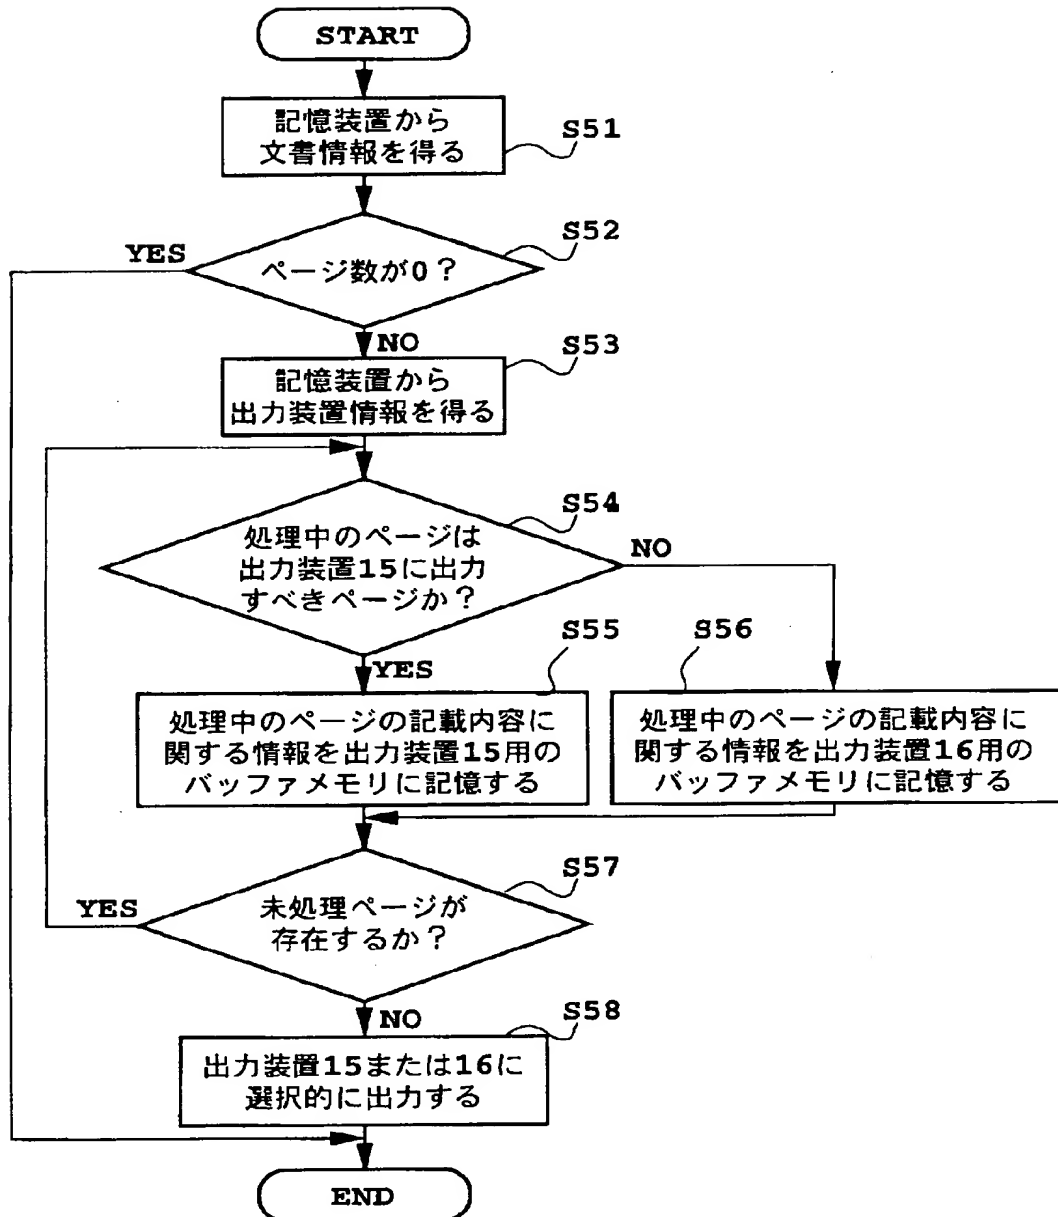 START
記憶装置から
文書情報を得る
S51
S52
YES
ページ数が0？
NO
S53
記憶装置から
出力装置情報を得る
S54
処理中のページは
出力装置15に出力
すべきページか？
NO
S55
S56
YES
処理中のページの記載内容に
関する情報を出力装置15用の
バッファメモリに記憶する
処理中のページの記載内容に
関する情報を出力装置16用の
バッファメモリに記憶する
S57
YES
未処理ページが
存在するか？
NO
S58
出力装置15または16に
選択的に出力する
END